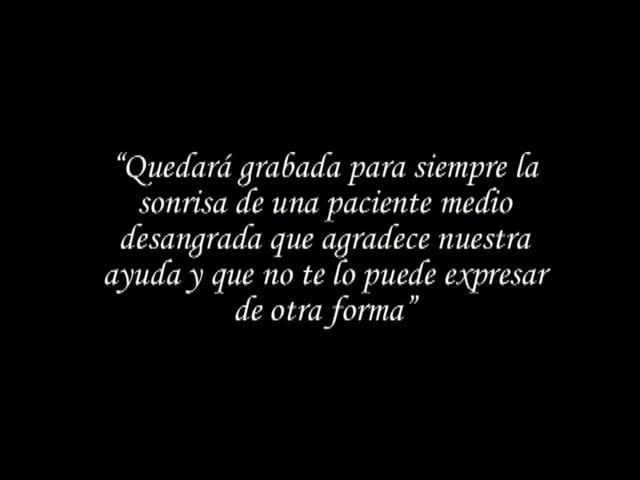 “Quedará grabada para siempre la
sonrisa de una paciente medio
desangrada que agradece nuestra
ayuda y que no te lo puede expresar
de otra forma”